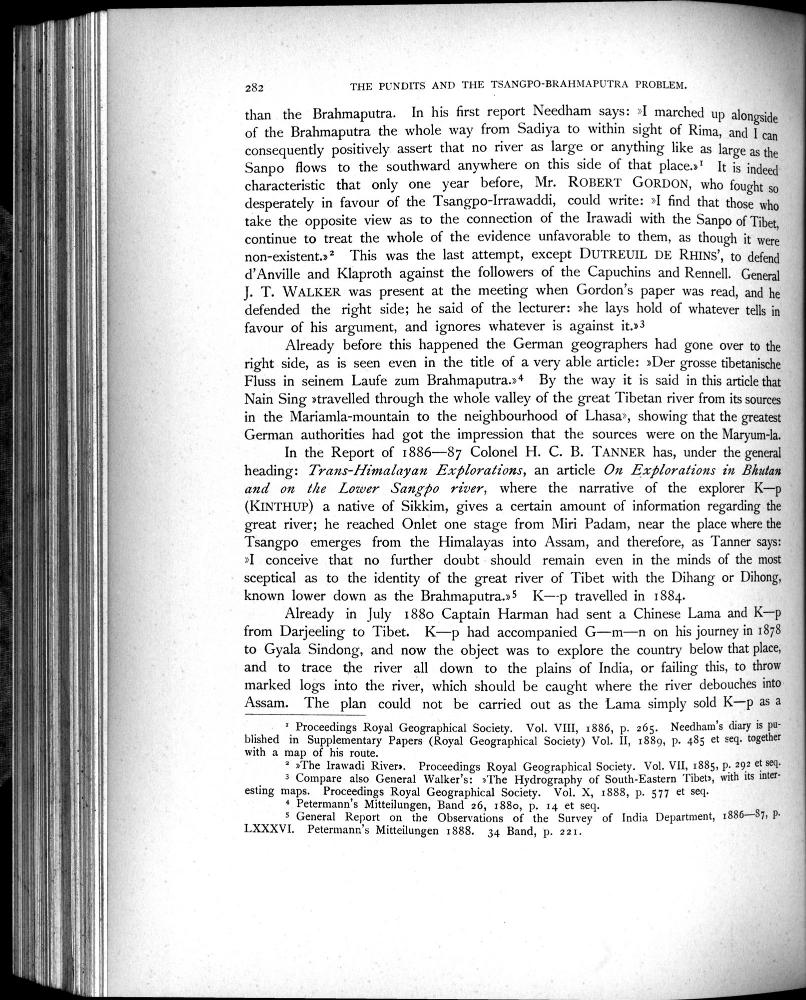 282 THE PUNDITS AND THE TSANGPO-BRAHMAPUTRA PROBLEM.
than the Brahmaputra. In his first report Needham says: »I marched up alongside
of the Brahmaputra the whole way from Sadiya to within sight of Rima, and I can
consequently positively assert that no river as large or anything like as large as the
Sanpo flows to the southward anywhere on this side of that place.»¹ It is indeed
characteristic that only one year before, Mr. ROBERT GORDON, who fought so
desperately in favour of the Tsangpo-Irrawaddi, could write: »I find that those who
take the opposite view as to the connection of the Irawadi with the Sanpo of Tibet,
continue to treat the whole of the evidence unfavorable to them, as though it were
non-existent.»² This was the last attempt, except DUTREUIL DE RHINS', to defend
d'Anville and Klaproth against the followers of the Capuchins and Rennell. General
J. T. WALKER was present at the meeting when Gordon's paper was read, and he
defended the right side; he said of the lecturer: »he lays hold of whatever tells in
favour of his argument, and ignores whatever is against it.»³
Already before this happened the German geographers had gone over to the
right side, as is seen even in the title of a very able article: »Der grosse tibetanische
Fluss in seinem Laufe zum Brahmaputra.»⁴ By the way it is said in this article that
Nain Sing »travelled through the whole valley of the great Tibetan river from its sources
in the Mariamla-mountain to the neighbourhood of Lhasa», showing that the greatest
German authorities had got the impression that the sources were on the Maryum-la.
In the Report of 1886—87 Colonel H. C. B. TANNER has, under the general
heading: Trans-Himalayan Explorations, an article On Explorations in Bhutan
and on the Lower Sangpo river, where the narrative of the explorer K—p
(KINTHUP) a native of Sikkim, gives a certain amount of information regarding the
great river; he reached Onlet one stage from Miri Padam, near the place where the
Tsangpo emerges from the Himalayas into Assam, and therefore, as Tanner says:
»I conceive that no further doubt should remain even in the minds of the most
sceptical as to the identity of the great river of Tibet with the Dihang or Dihong,
known lower down as the Brahmaputra.»⁵ K—p travelled in 1884.
Already in July 1880 Captain Harman had sent a Chinese Lama and K—p
from Darjeeling to Tibet. K—p had accompanied G—m—n on his journey in 1878
to Gyala Sindong, and now the object was to explore the country below that place,
and to trace the river all down to the plains of India, or failing this, to throw
marked logs into the river, which should be caught where the river debouches into
Assam. The plan could not be carried out as the Lama simply sold K—p as a
¹ Proceedings Royal Geographical Society. Vol. VIII, 1886, p. 265. Needham's diary is pu-
blished in Supplementary Papers (Royal Geographical Society) Vol. II, 1889, p. 485 et seq. together
with a map of his route.
² »The Irawadi River». Proceedings Royal Geographical Society. Vol. VII, 1885, p. 292 et seq.
³ Compare also General Walker's: »The Hydrography of South-Eastern Tibet», with its inter-
esting maps. Proceedings Royal Geographical Society. Vol. X, 1888, p. 577 et seq.
⁴ Petermann's Mitteilungen, Band 26, 1880, p. 14 et seq.
⁵ General Report on the Observations of the Survey of India Department, 1886—87, p.
LXXXVI. Petermann's Mitteilungen 1888. 34 Band, p. 221.